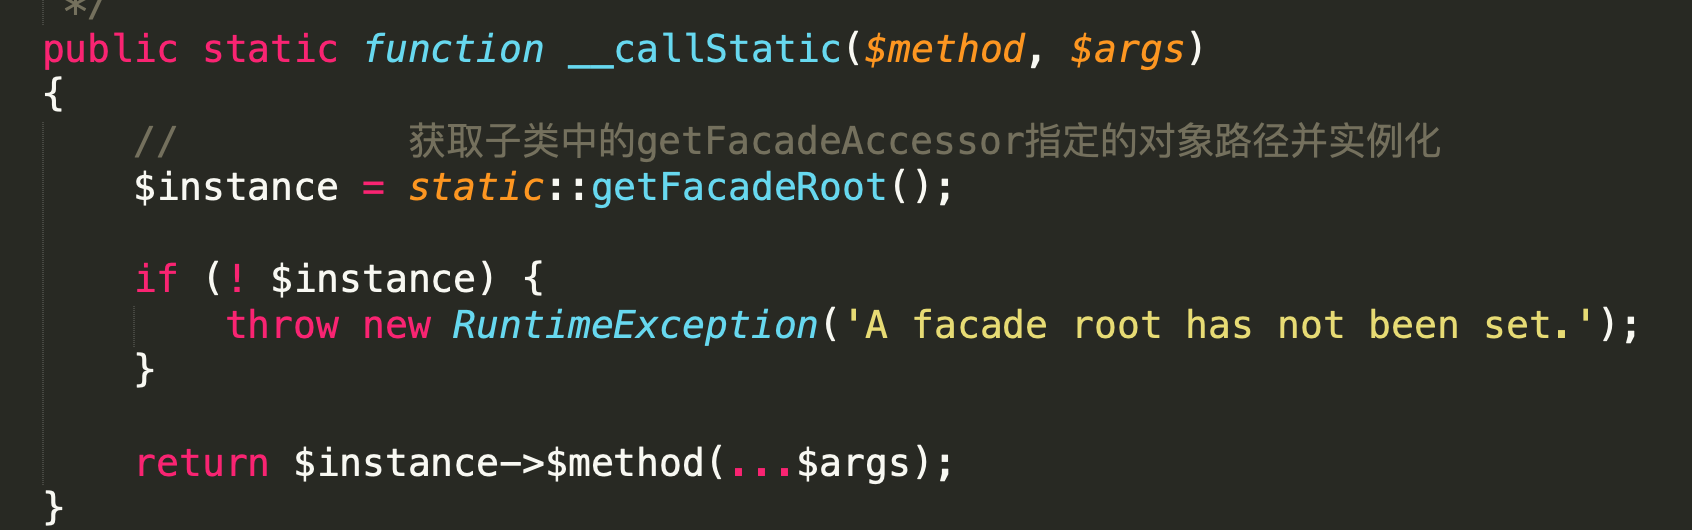 */
public static function __callStatic($method, $args)
{
    //          获取子类中的getFacadeAccessor指定的对象路径并实例化
    $instance = static::getFacadeRoot();

    if (! $instance) {
        throw new RuntimeException('A facade root has not been set.');
    }

    return $instance->$method(...$args);
}